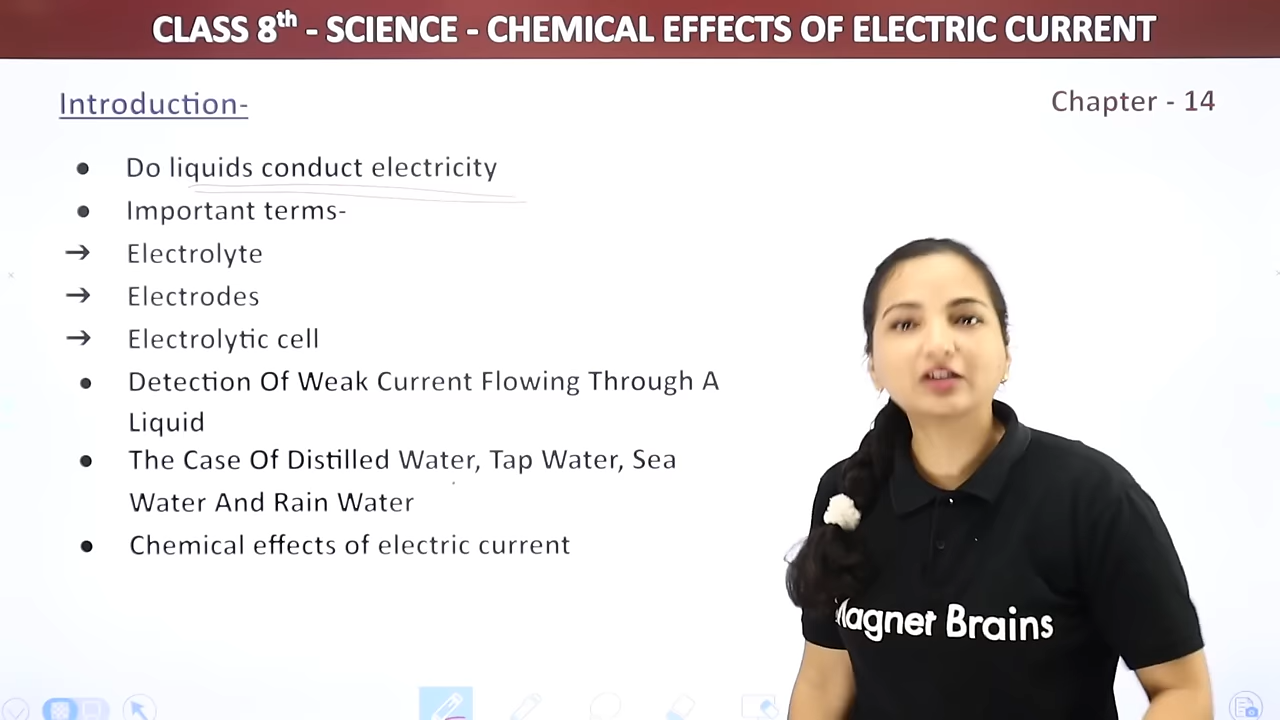 CLASS 8th - SCIENCE - CHEMICAL EFFECTS OF ELECTRIC CURRENT
Introduction-
Chapter - 14
● Do liquids conduct electricity
● Important terms-
→ Electrolyte
→ Electrodes
→ Electrolytic cell
● Detection Of Weak Current Flowing Through A
Liquid
● The Case Of Distilled Water, Tap Water, Sea
Water And Rain Water
● Chemical effects of electric current
Magnet Brains